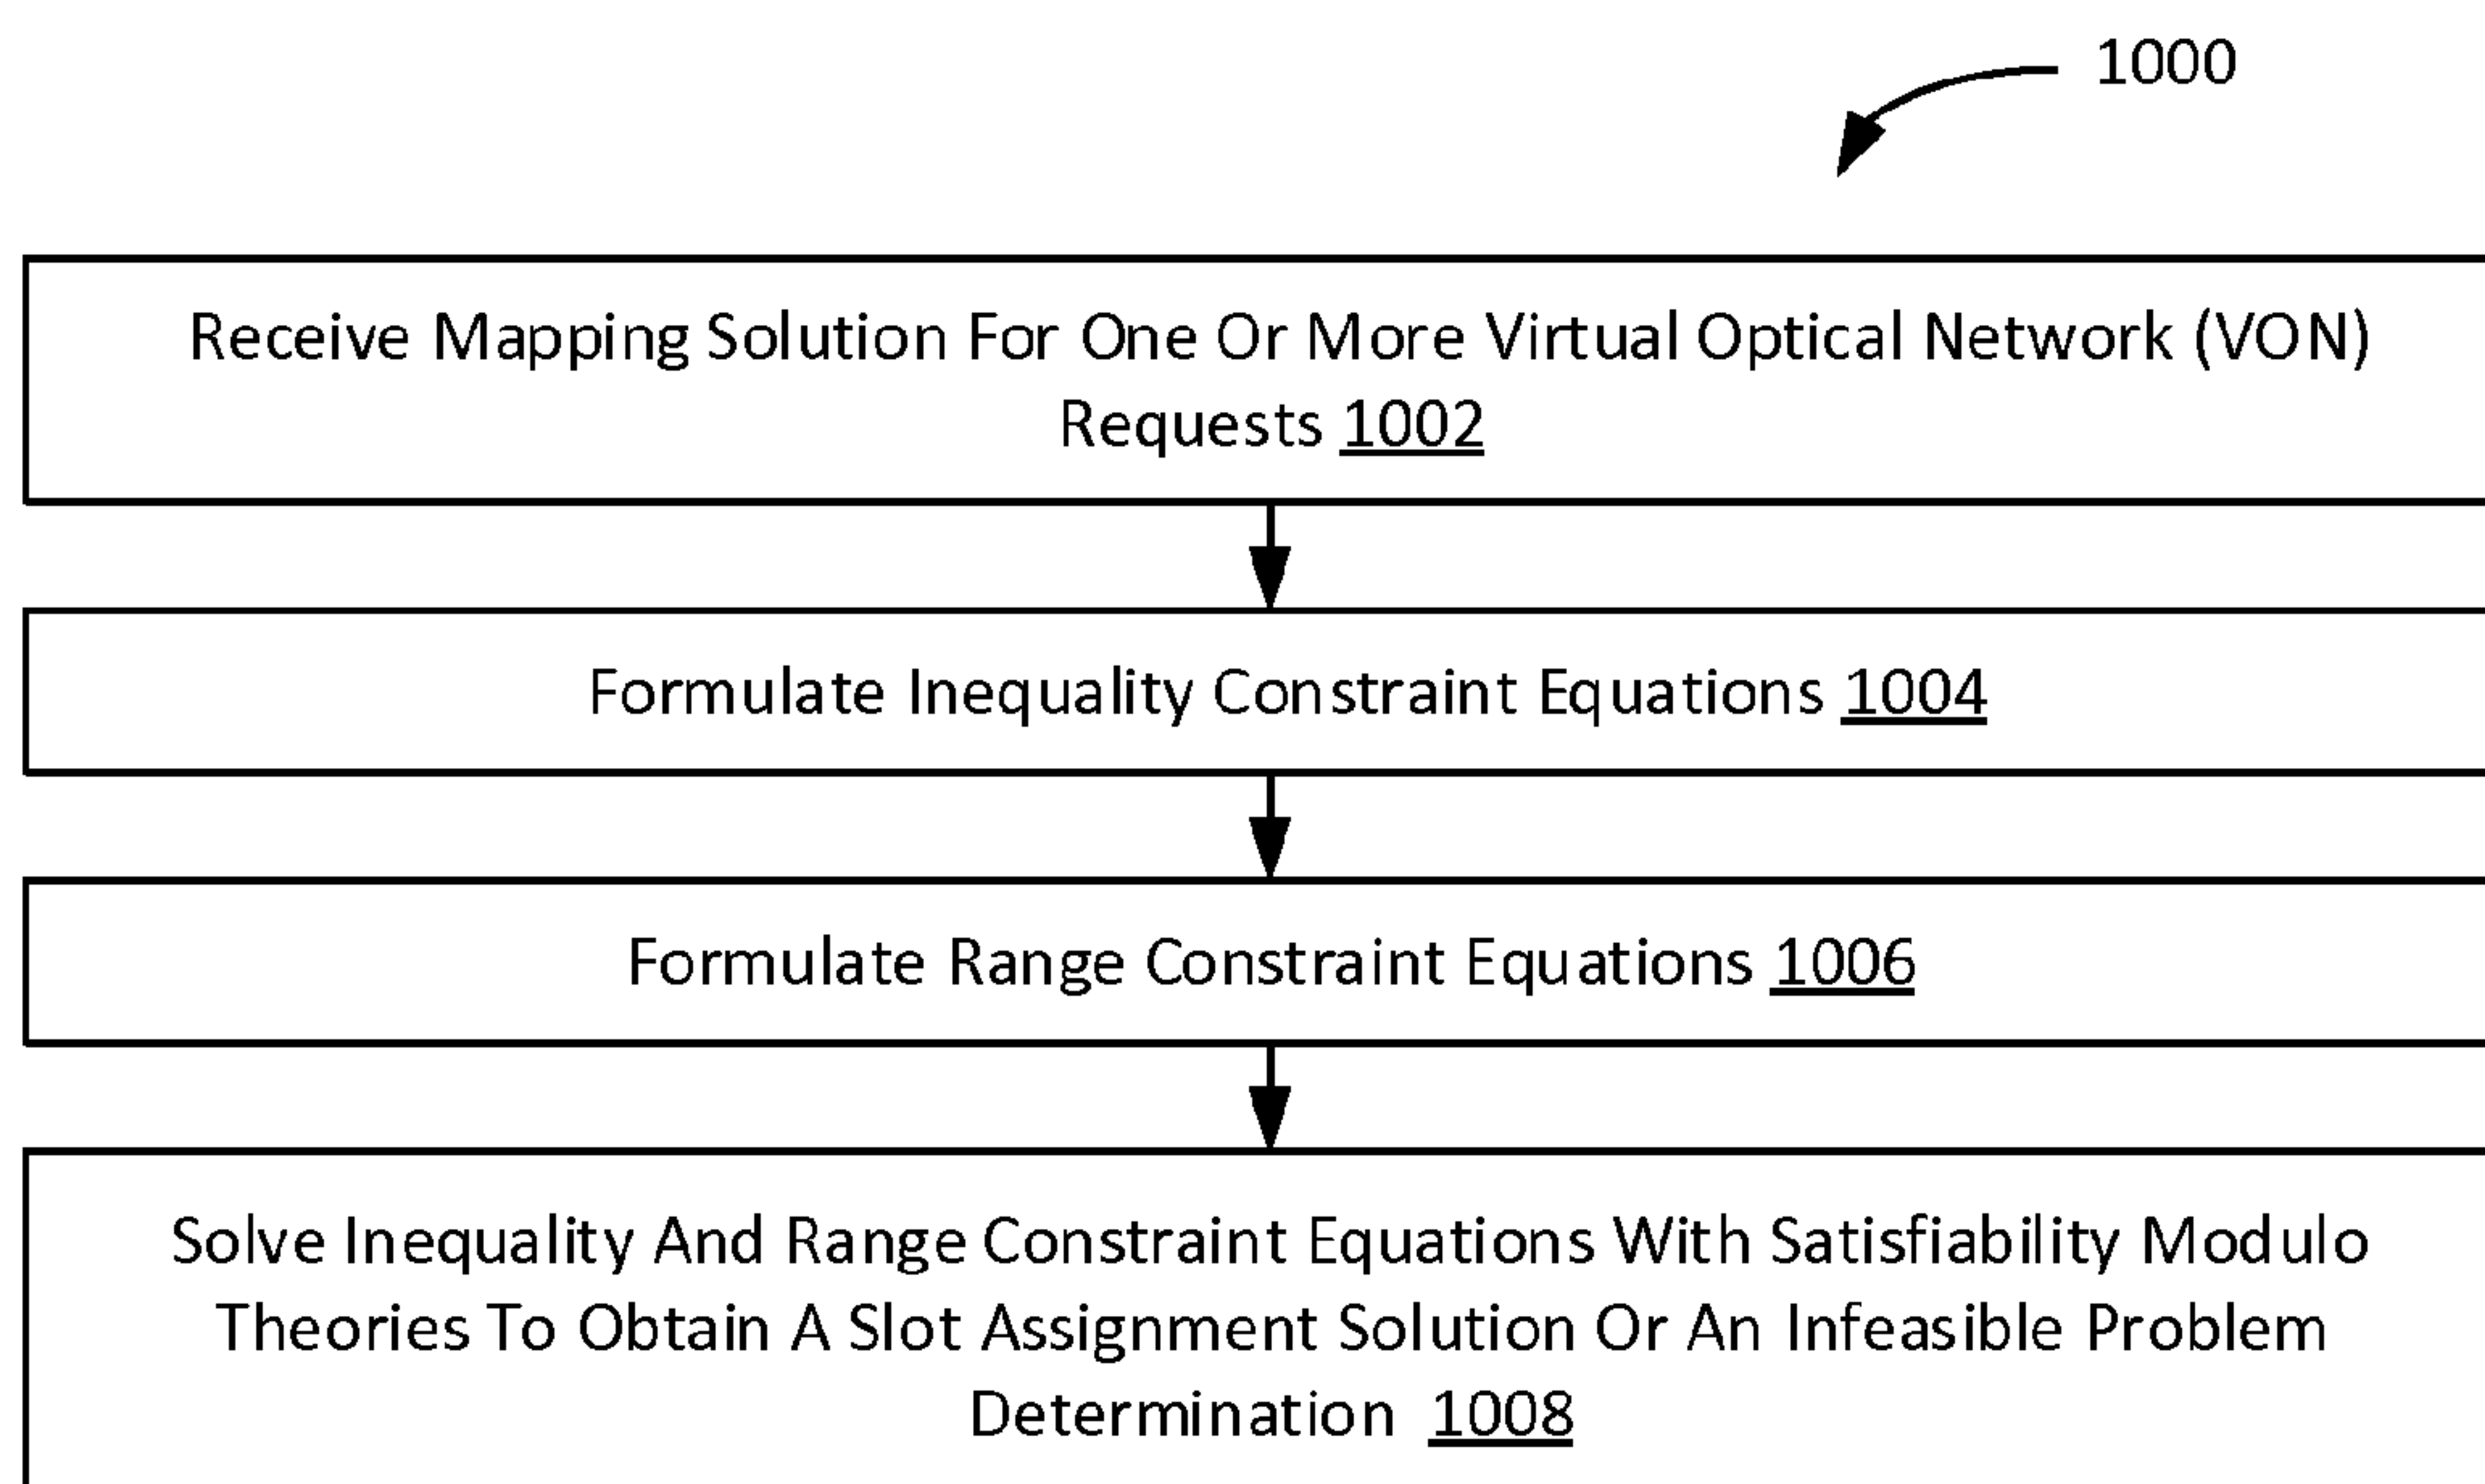 1000
Receive Mapping Solution For One Or More Virtual Optical Network (VON)
Requests 1002
Formulate Inequality Constraint Equations 1004
Formulate Range Constraint Equations 1006
Solve Inequality And Range Constraint Equations With Satisfiability Modulo
Theories To Obtain A Slot Assignment Solution Or An Infeasible Problem
Determination 1008